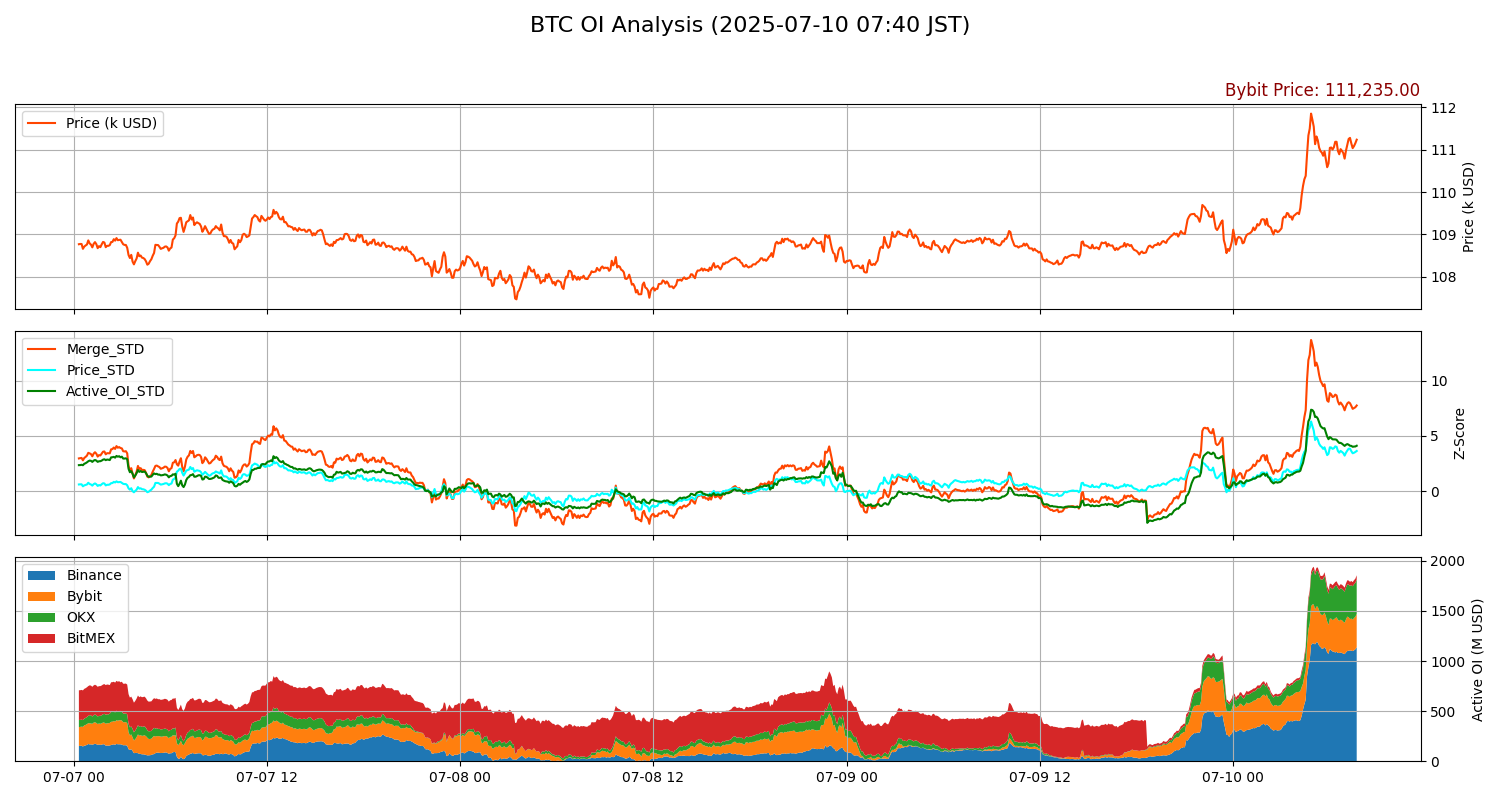 BTC OI Analysis (2025-07-10 07:40 JST)
Bybit Price: 111,235.00
Price (k USD)
112
111
110
109
108
Price (k USD)
Merge_STD
Price_STD
Active_OI_STD
10
5
0
Z-Score
Binance
Bybit
OKX
BitMEX
2000
1500
1000
500
0
Active OI (M USD)
07-07 00
07-07 12
07-08 00
07-08 12
07-09 00
07-09 12
07-10 00